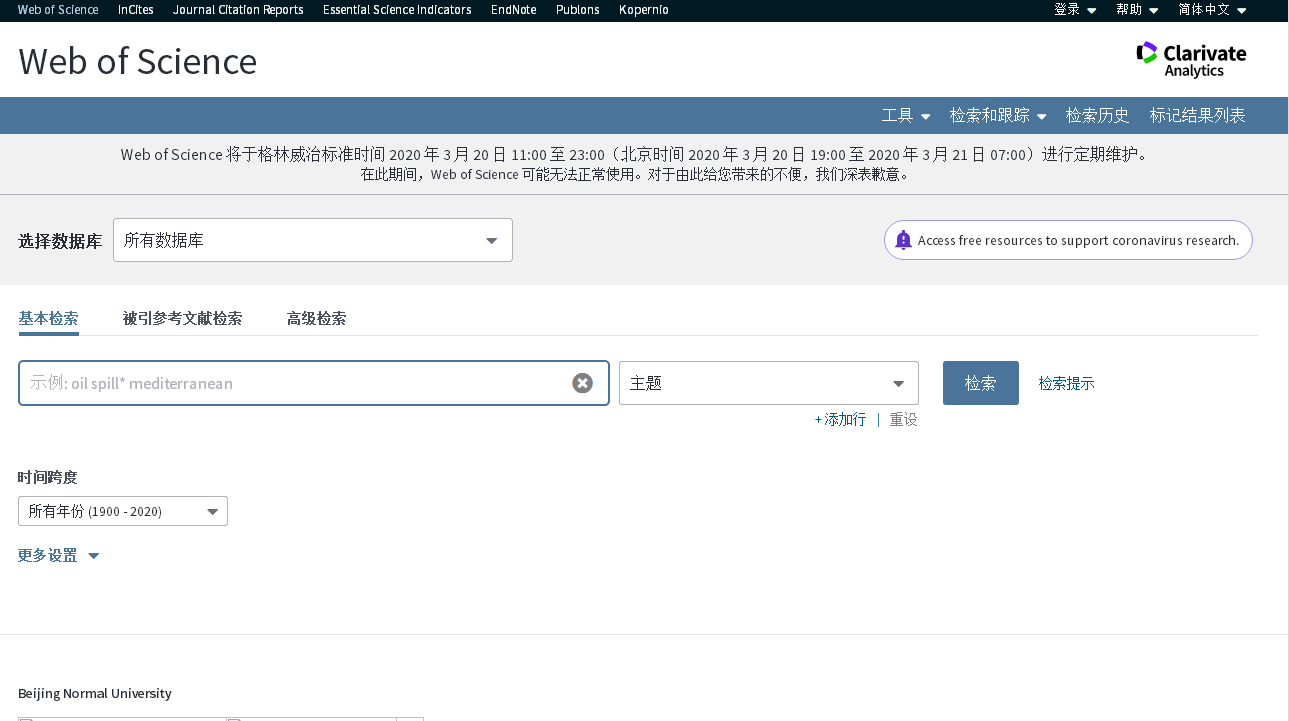 Web of Science InCites Journal Citation Reports Essential Science Indicators EndNote Publons Kopernio 登录 帮助 简体中文
Web of Science
Clarivate
Analytics
工具 检索和跟踪 检索历史 标记结果列表
Web of Science 将于格林威治标准时间 2020 年 3 月 20 日 11:00 至 23:00（北京时间 2020 年 3 月 20 日 19:00 至 2020 年 3 月 21 日 07:00）进行定期维护。
在此期间，Web of Science 可能无法正常使用。对于由此给您带来的不便，我们深表歉意。
选择数据库 所有数据库 Access free resources to support coronavirus research.
基本检索 被引参考文献检索 高级检索
示例: oil spill* mediterranean 主题 检索 检索提示
+ 添加行 | 重设
时间跨度
所有年份 (1900 - 2020)
更多设置
Beijing Normal University